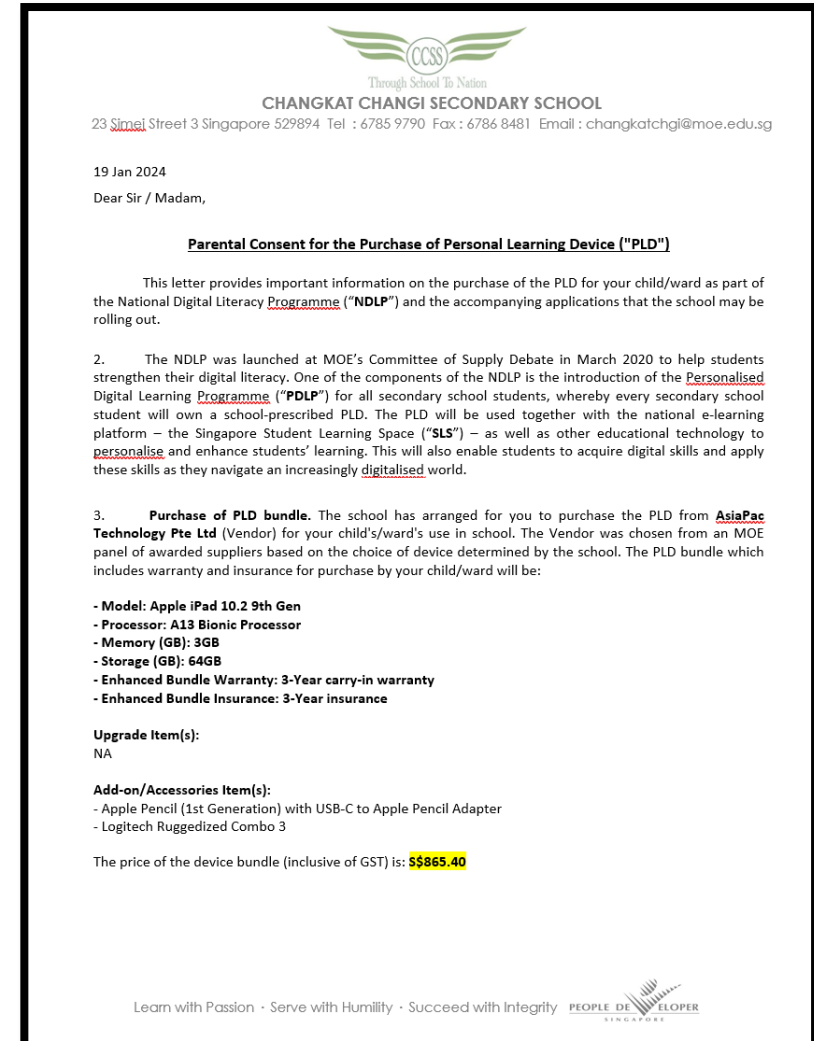 CCSS
Through School To Nation
CHANGKAT CHANGI SECONDARY SCHOOL
23 Simei Street 3 Singapore 529894 Tel : 6785 9790 Fax : 6786 8481 Email : changkatchgi@moe.edu.sg
19 Jan 2024
Dear Sir / Madam,
Parental Consent for the Purchase of Personal Learning Device ("PLD")
This letter provides important information on the purchase of the PLD for your child/ward as part of
the National Digital Literacy Programme (“NDLP”) and the accompanying applications that the school may be
rolling out.
2. The NDLP was launched at MOE’s Committee of Supply Debate in March 2020 to help students
strengthen their digital literacy. One of the components of the NDLP is the introduction of the Personalised
Digital Learning Programme (“PDLP”) for all secondary school students, whereby every secondary school
student will own a school-prescribed PLD. The PLD will be used together with the national e-learning
platform – the Singapore Student Learning Space (“SLS”) – as well as other educational technology to
personalise and enhance students’ learning. This will also enable students to acquire digital skills and apply
these skills as they navigate an increasingly digitalised world.
3. Purchase of PLD bundle. The school has arranged for you to purchase the PLD from AsiaPac
Technology Pte Ltd (Vendor) for your child's/ward's use in school. The Vendor was chosen from an MOE
panel of awarded suppliers based on the choice of device determined by the school. The PLD bundle which
includes warranty and insurance for purchase by your child/ward will be:
- Model: Apple iPad 10.2 9th Gen
- Processor: A13 Bionic Processor
- Memory (GB): 3GB
- Storage (GB): 64GB
- Enhanced Bundle Warranty: 3-Year carry-in warranty
- Enhanced Bundle Insurance: 3-Year insurance
Upgrade Item(s):
NA
Add-on/Accessories Item(s):
- Apple Pencil (1st Generation) with USB-C to Apple Pencil Adapter
- Logitech Ruggedized Combo 3
The price of the device bundle (inclusive of GST) is: S$865.40
Learn with Passion · Serve with Humility · Succeed with Integrity PEOPLE DEVELOPER
SINGAPORE